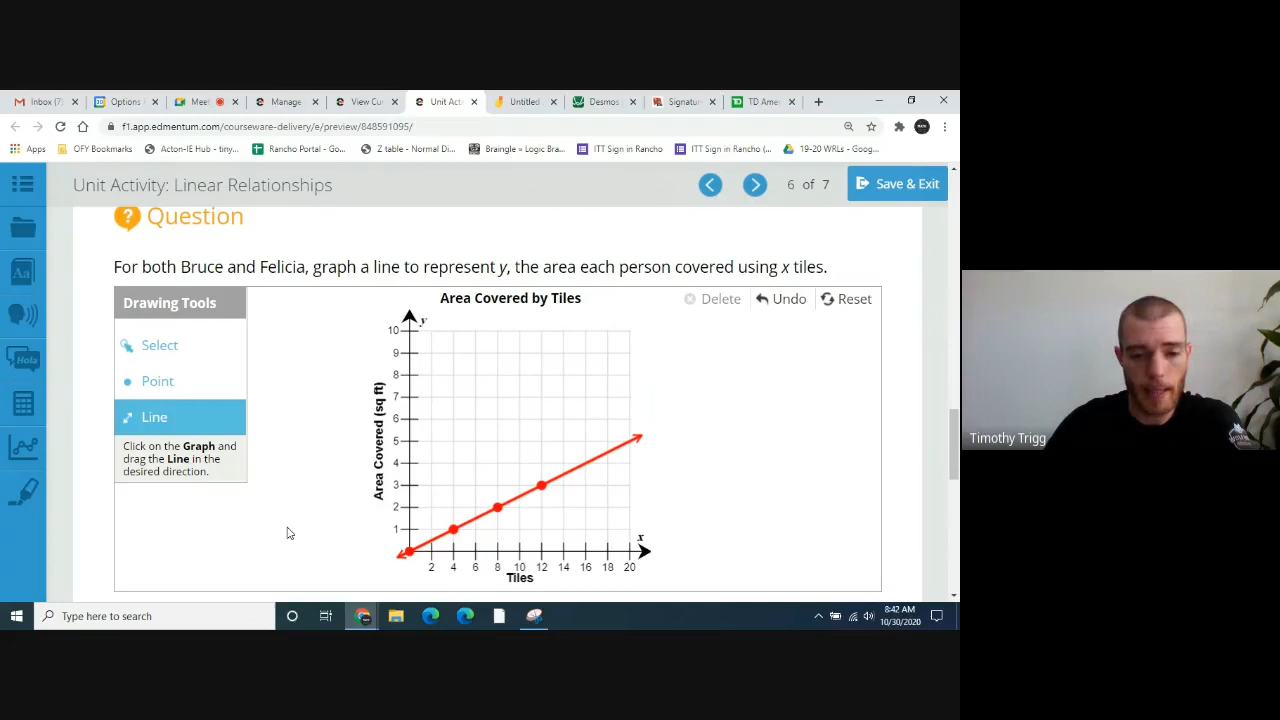 Inbox (7)
Options
Meet
Manage
View Cu
Unit Act
Untitled
Desmos
Signatur
TD Ame
f1.app.edmentum.com/courseware-delivery/e/preview/848591095/
Apps
OFY Bookmarks
Acton-IE Hub - tiny...
Rancho Portal - Go...
Z table - Normal Di...
Braingle » Logic Bra...
ITT Sign in Rancho
ITT Sign in (Rancho...
19-20 WRLs - Goog...
Unit Activity: Linear Relationships
6 of 7
Save & Exit
Aa
Hola
? Question
For both Bruce and Felicia, graph a line to represent y, the area each person covered using x tiles.
Drawing Tools
Select
Point
Line
Click on the Graph and
drag the Line in the
desired direction.
Area Covered by Tiles
Delete
Undo
Reset
y
10
9
8
7
6
5
4
3
2
1
Area Covered (sq ft)
x
2 4 6 8 10 12 14 16 18 20
Tiles
Timothy Trigg
Type here to search
8:42 AM
10/30/2020